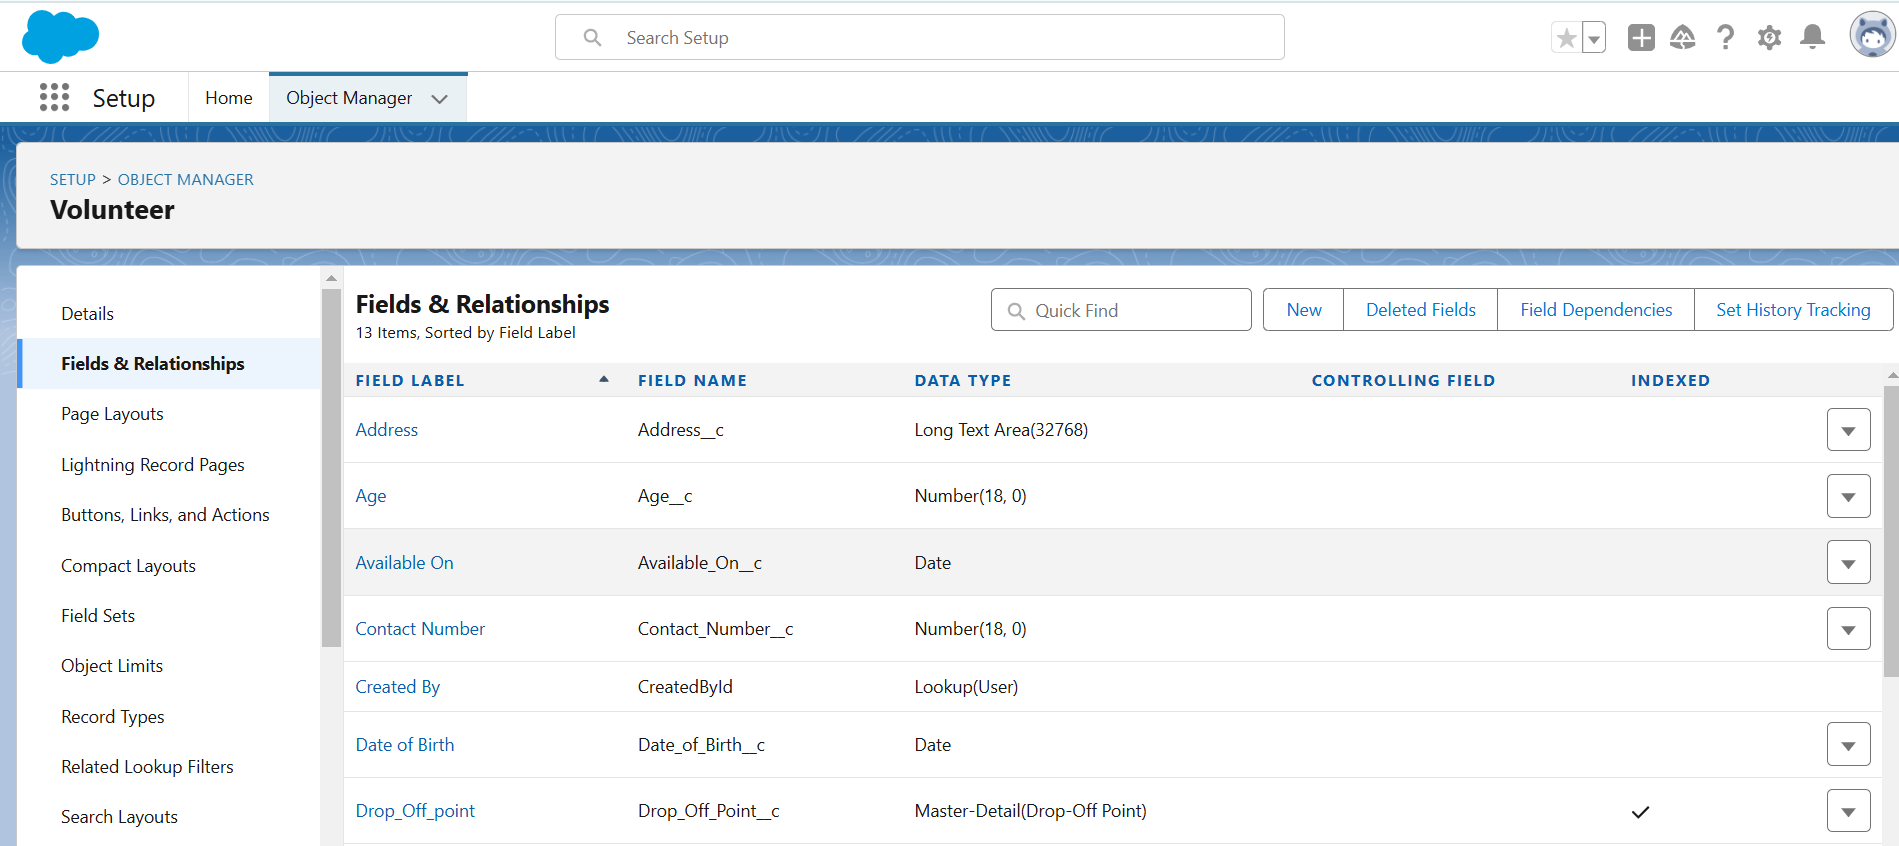 Search Setup
Setup
Home
Object Manager
SETUP > OBJECT MANAGER
Volunteer
Details
Fields & Relationships
Page Layouts
Lightning Record Pages
Buttons, Links, and Actions
Compact Layouts
Field Sets
Object Limits
Record Types
Related Lookup Filters
Search Layouts
Fields & Relationships
13 Items, Sorted by Field Label
Quick Find
New
Deleted Fields
Field Dependencies
Set History Tracking
FIELD LABEL FIELD NAME DATA TYPE CONTROLLING FIELD INDEXED
Address Address__c Long Text Area(32768)
Age Age__c Number(18, 0)
Available On Available_On__c Date
Contact Number Contact_Number__c Number(18, 0)
Created By CreatedById Lookup(User)
Date of Birth Date_of_Birth__c Date
Drop_Off_point Drop_Off_Point__c Master-Detail(Drop-Off Point)